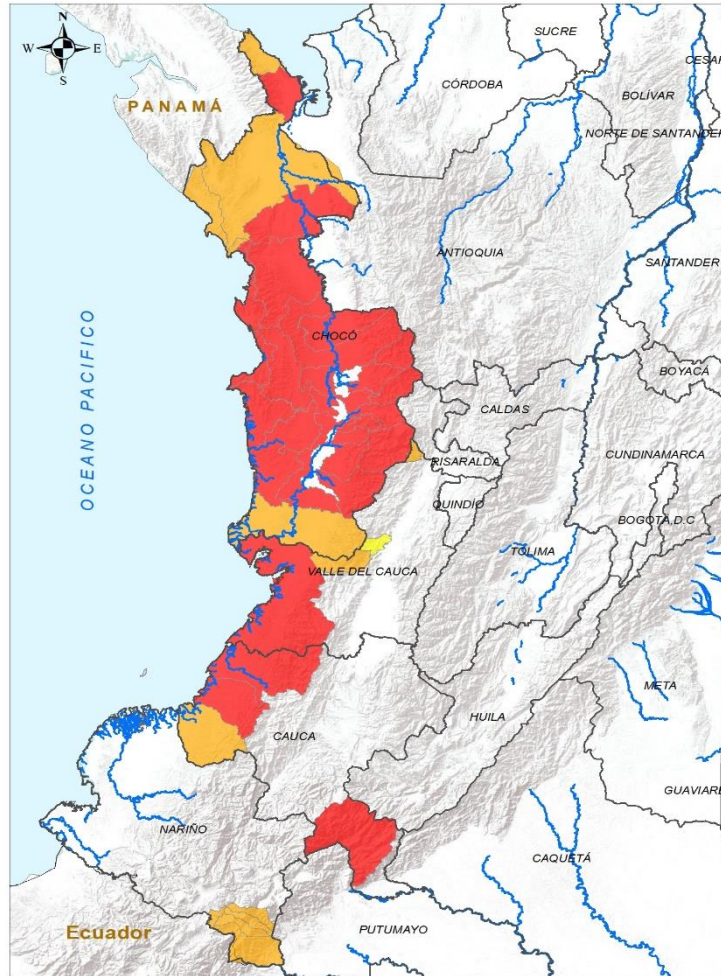 N
W E
S
SUCRE
CESAR
CÓRDOBA
BOLÍVAR
PANAMÁ
NORTE DE SANTANDER
ANTIOQUIA
SANTANDER
OCEANO PACIFICO
CHOCÓ
BOYACÁ
CALDAS
CUNDINAMARCA
RISARALDA
QUINDÍO
BOGOTÁ, D.C
TOLIMA
VALLE DEL CAUCA
META
HUILA
CAUCA
GUAVIARE
NARIÑO
CAQUETÁ
Ecuador
PUTUMAYO